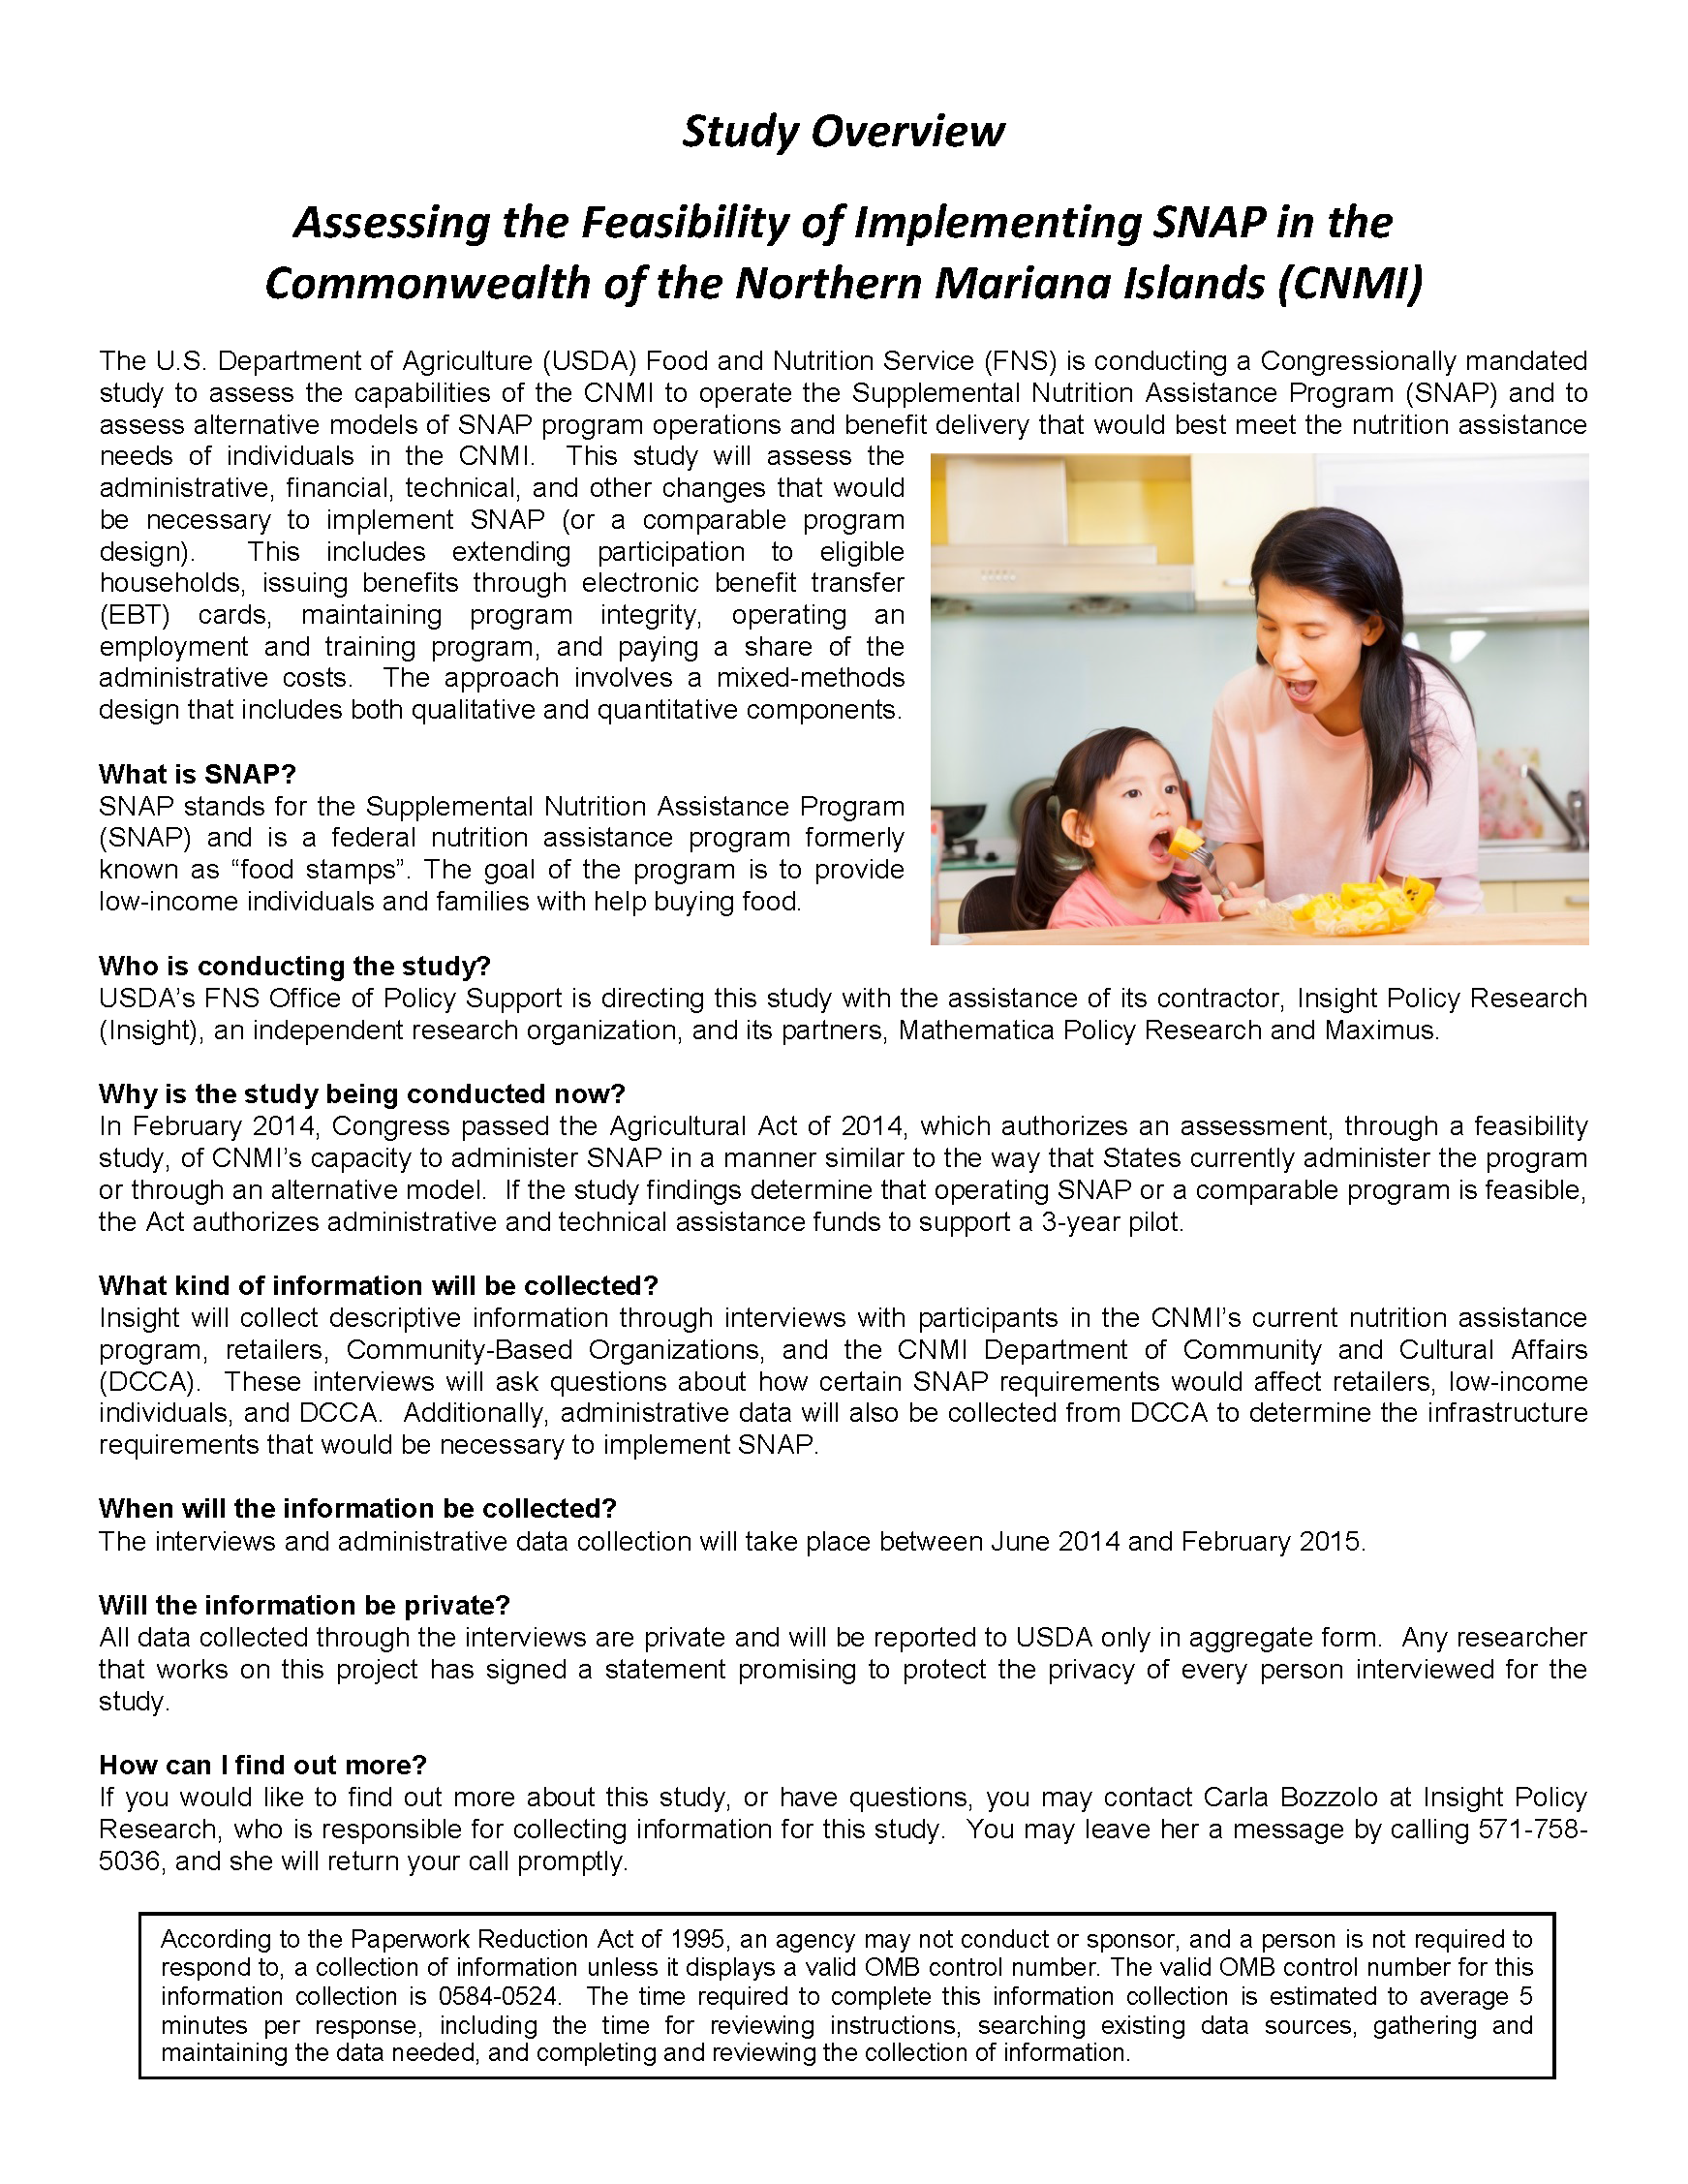 Study Overview
Assessing the Feasibility of Implementing SNAP in the
Commonwealth of the Northern Mariana Islands (CNMI)
The U.S. Department of Agriculture (USDA) Food and Nutrition Service (FNS) is conducting a Congressionally mandated
study to assess the capabilities of the CNMI to operate the Supplemental Nutrition Assistance Program (SNAP) and to
assess alternative models of SNAP program operations and benefit delivery that would best meet the nutrition assistance
needs of individuals in the CNMI.  This study will assess the
administrative, financial, technical, and other changes that would
be necessary to implement SNAP (or a comparable program
design).  This includes extending participation to eligible
households, issuing benefits through electronic benefit transfer
(EBT) cards, maintaining program integrity, operating an
employment and training program, and paying a share of the
administrative costs.  The approach involves a mixed-methods
design that includes both qualitative and quantitative components.
What is SNAP?
SNAP stands for the Supplemental Nutrition Assistance Program
(SNAP) and is a federal nutrition assistance program formerly
known as “food stamps”. The goal of the program is to provide
low-income individuals and families with help buying food.
Who is conducting the study?
USDA’s FNS Office of Policy Support is directing this study with the assistance of its contractor, Insight Policy Research
(Insight), an independent research organization, and its partners, Mathematica Policy Research and Maximus.
Why is the study being conducted now?
In February 2014, Congress passed the Agricultural Act of 2014, which authorizes an assessment, through a feasibility
study, of CNMI’s capacity to administer SNAP in a manner similar to the way that States currently administer the program
or through an alternative model.  If the study findings determine that operating SNAP or a comparable program is feasible,
the Act authorizes administrative and technical assistance funds to support a 3-year pilot.
What kind of information will be collected?
Insight will collect descriptive information through interviews with participants in the CNMI’s current nutrition assistance
program, retailers, Community-Based Organizations, and the CNMI Department of Community and Cultural Affairs
(DCCA).  These interviews will ask questions about how certain SNAP requirements would affect retailers, low-income
individuals, and DCCA.  Additionally, administrative data will also be collected from DCCA to determine the infrastructure
requirements that would be necessary to implement SNAP.
When will the information be collected?
The interviews and administrative data collection will take place between June 2014 and February 2015.
Will the information be private?
All data collected through the interviews are private and will be reported to USDA only in aggregate form.  Any researcher
that works on this project has signed a statement promising to protect the privacy of every person interviewed for the
study.
How can I find out more?
If you would like to find out more about this study, or have questions, you may contact Carla Bozzolo at Insight Policy
Research, who is responsible for collecting information for this study.  You may leave her a message by calling 571-758-
5036, and she will return your call promptly.
According to the Paperwork Reduction Act of 1995, an agency may not conduct or sponsor, and a person is not required to
respond to, a collection of information unless it displays a valid OMB control number. The valid OMB control number for this
information collection is 0584-0524.  The time required to complete this information collection is estimated to average 5
minutes per response, including the time for reviewing instructions, searching existing data sources, gathering and
maintaining the data needed, and completing and reviewing the collection of information.